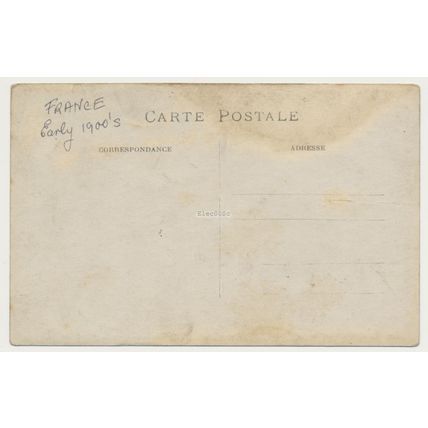 FRANCE
Early 1900's
CARTE POSTALE
CORRESPONDANCE
ADRESSE